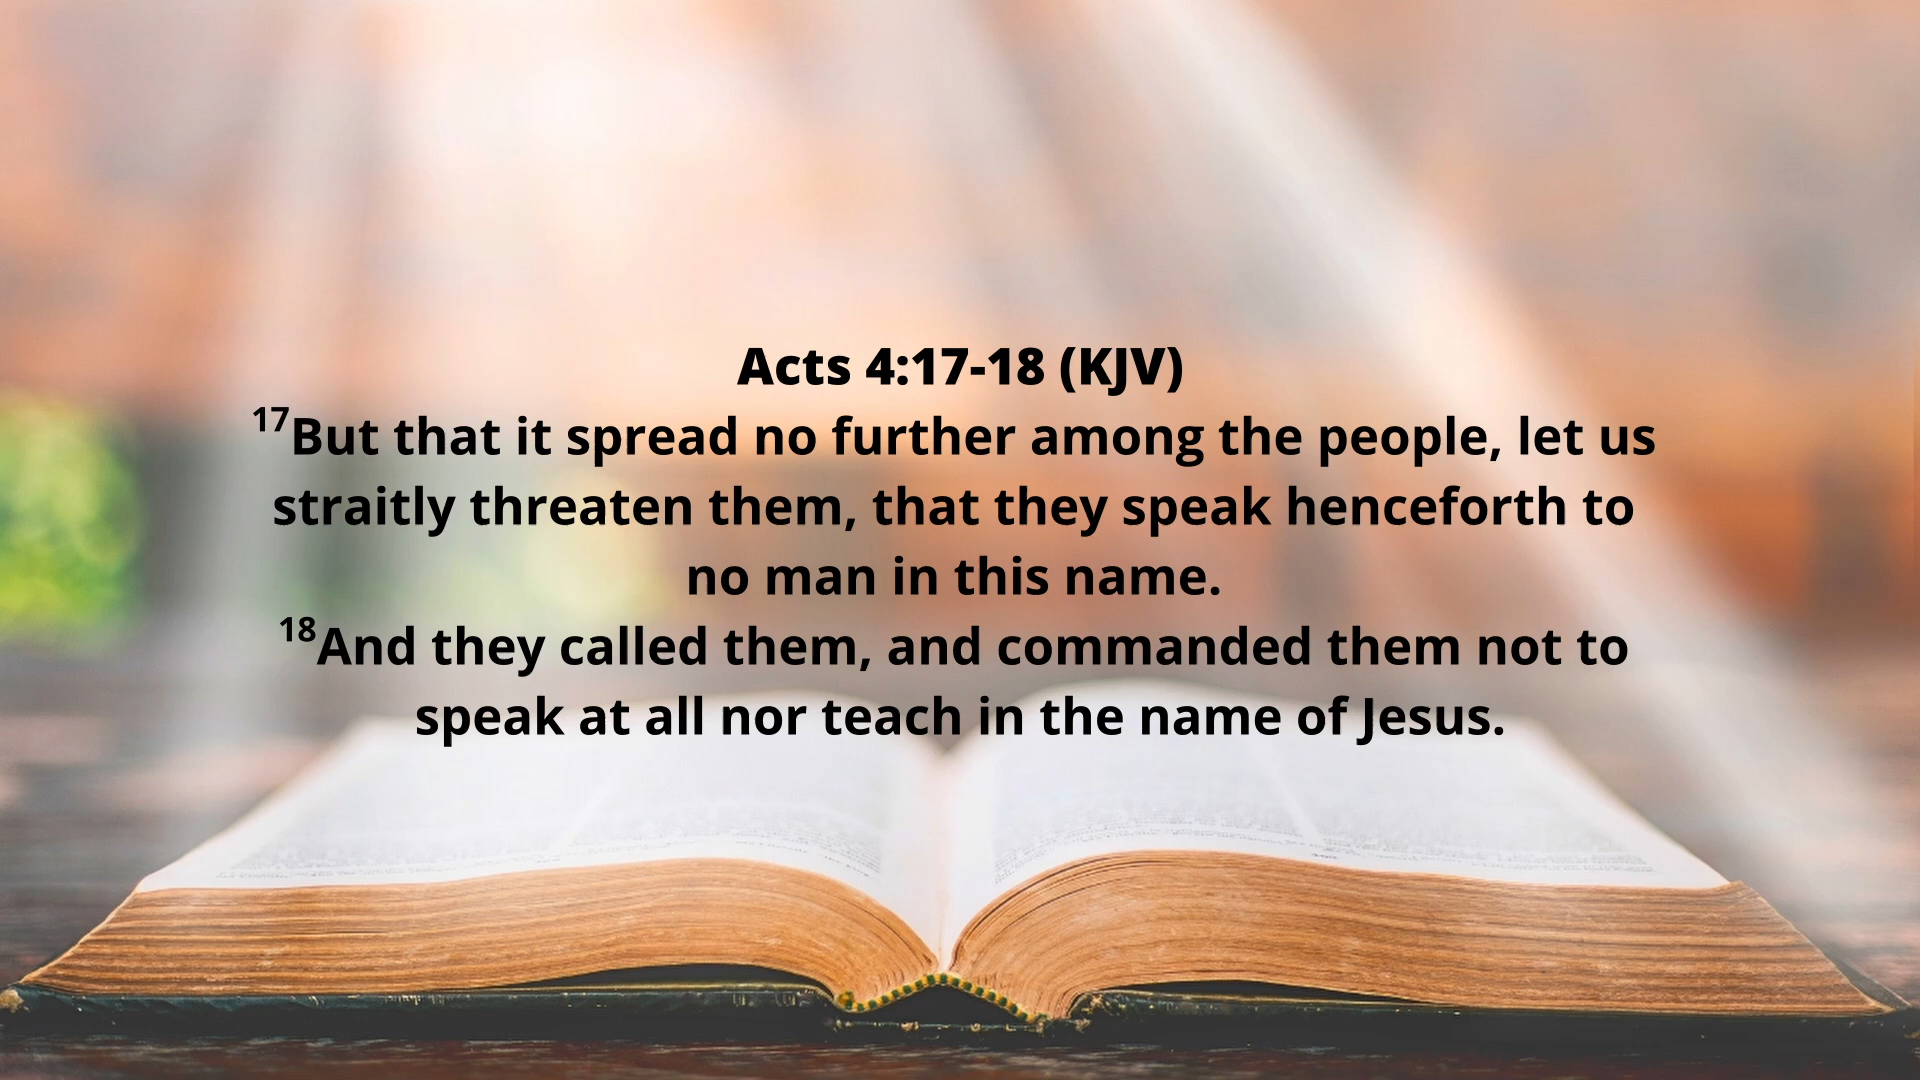 Acts 4:17-18 (KJV)
17But that it spread no further among the people, let us
straitly threaten them, that they speak henceforth to
no man in this name.
18And they called them, and commanded them not to
speak at all nor teach in the name of Jesus.